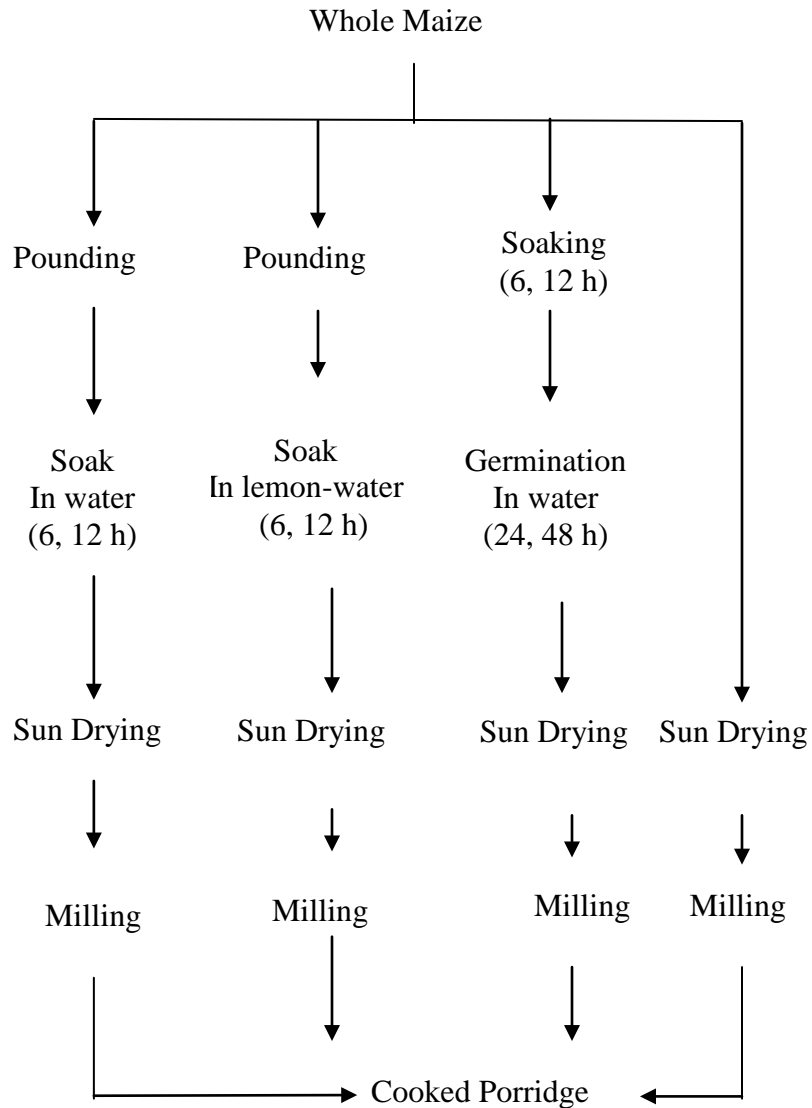 Whole Maize
Pounding
Pounding
Soaking
(6, 12 h)
Soak
In water
(6, 12 h)
Soak
In lemon-water
(6, 12 h)
Germination
In water
(24, 48 h)
Sun Drying
Sun Drying
Sun Drying
Sun Drying
Milling
Milling
Milling
Milling
Cooked Porridge